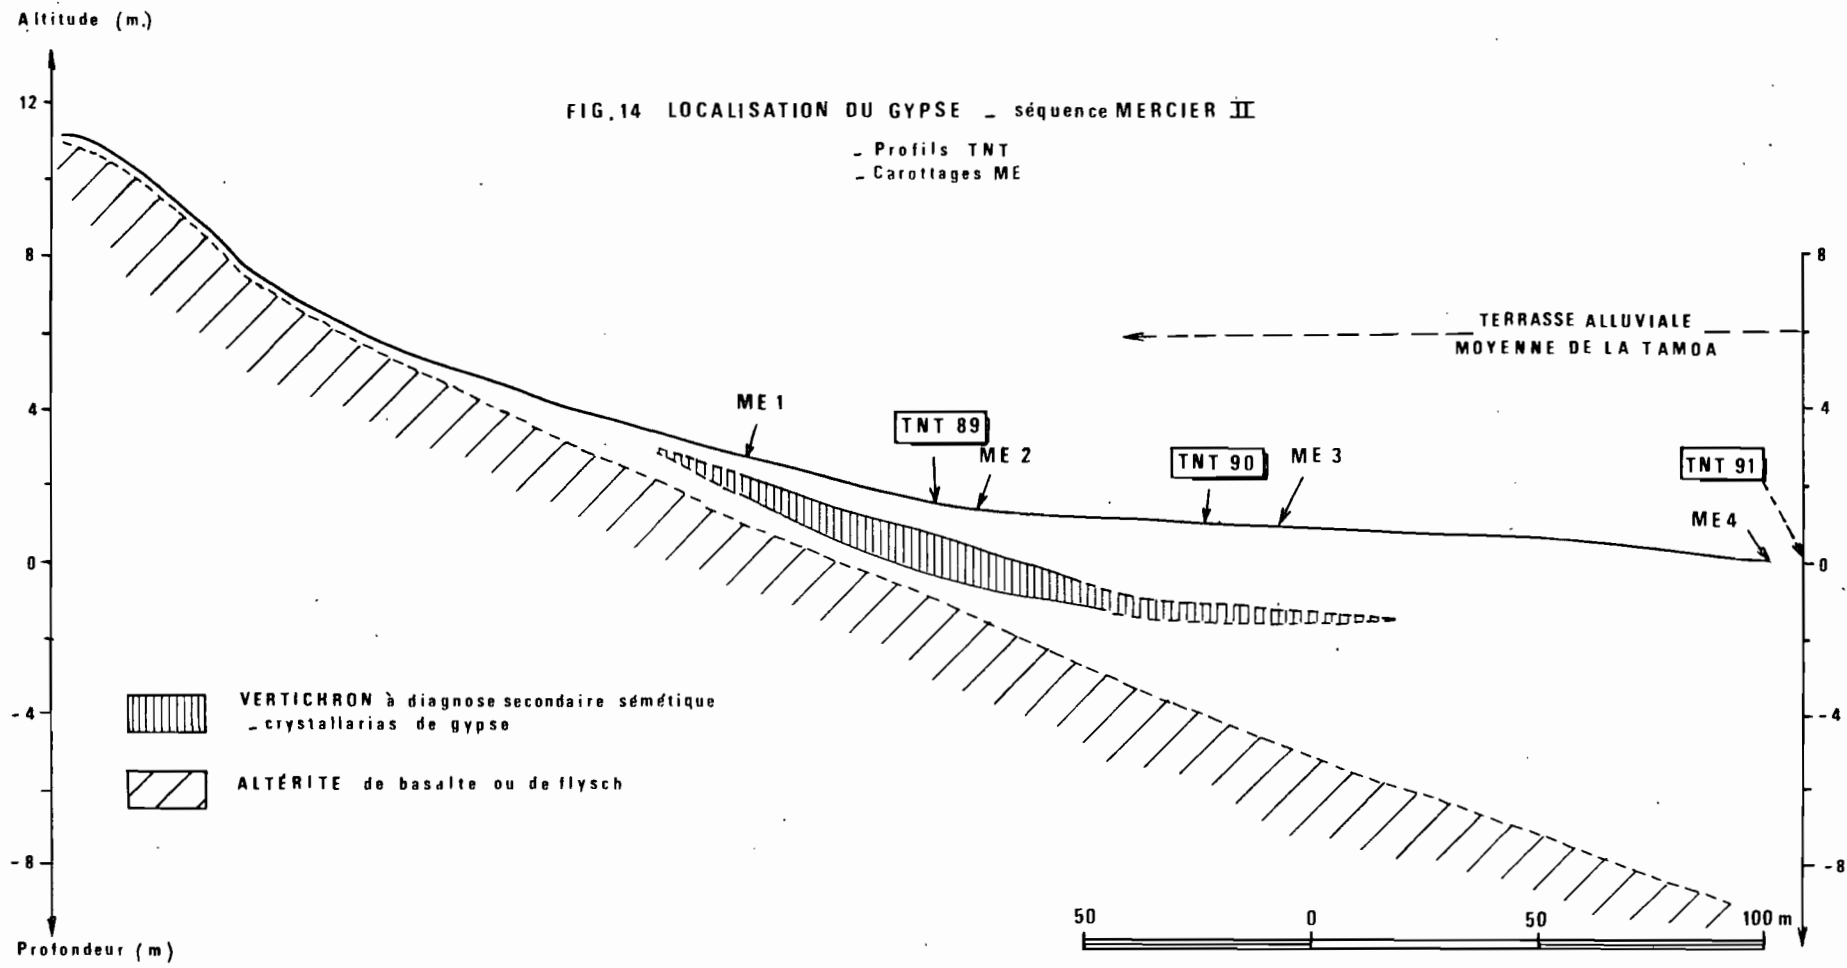 Altitude (m.)
FIG.14 LOCALISATION DU GYPSE _ séquence MERCIER II
_ Profils TNT
_ Carottages ME
12
8
4
0
-4
-8
Profondeur (m)
8
4
0
-4
-8
TERRASSE ALLUVIALE
MOYENNE DE LA TAMOA
ME 1
TNT 89
ME 2
TNT 90
ME 3
TNT 91
ME 4
VERTICHRON à diagnose secondaire sémétique
_ crystallarias de gypse
ALTÉRITE de basalte ou de flysch
50 0 50 100 m